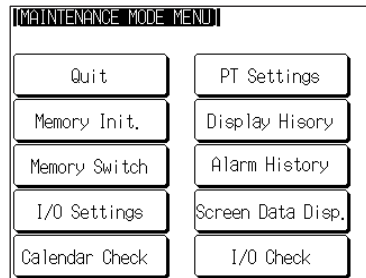 [MAINTENANCE MODE MENU]
Quit
PT Settings
Memory Init.
Display Hisory
Memory Switch
Alarm History
I/O Settings
Screen Data Disp.
Calendar Check
I/O Check